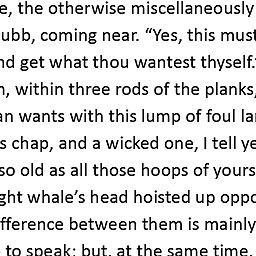 e, the otherwise miscellaneously
ubb, coming near. “Yes, this must
nd get what thou wantest thyself.
n, within three rods of the planks,
an wants with this lump of foul la
s chap, and a wicked one, I tell ye
so old as all those hoops of yours
ght whale’s head hoisted up oppo
fference between them is mainly
to speak; but, at the same time,